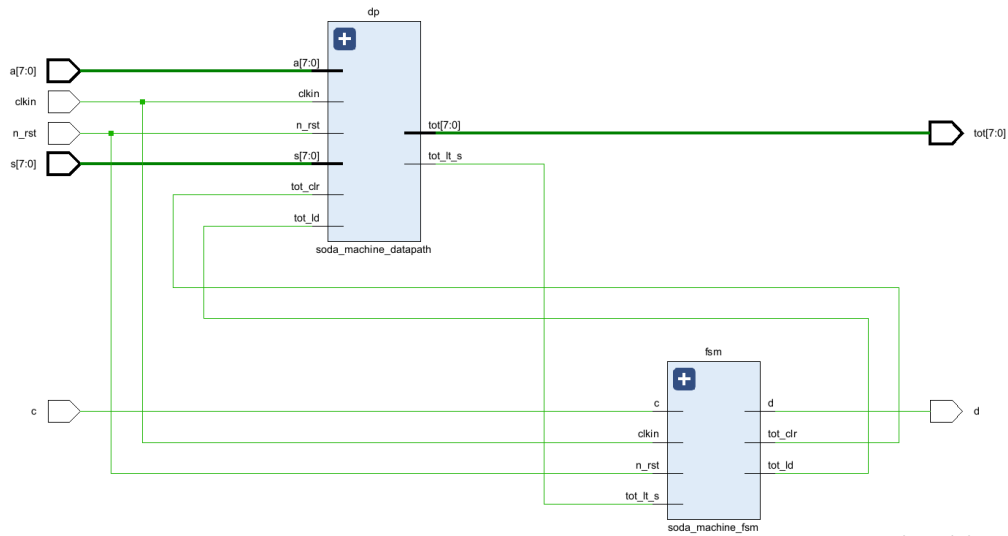 dp
a[7:0]
a[7:0]
clkin
clkin
n_rst
n_rst
tot[7:0]
tot[7:0]
s[7:0]
s[7:0]
tot_lt_s
tot_clr
tot_ld
soda_machine_datapath
fsm
c
c
d
d
clkin
tot_clr
n_rst
tot_ld
tot_lt_s
soda_machine_fsm